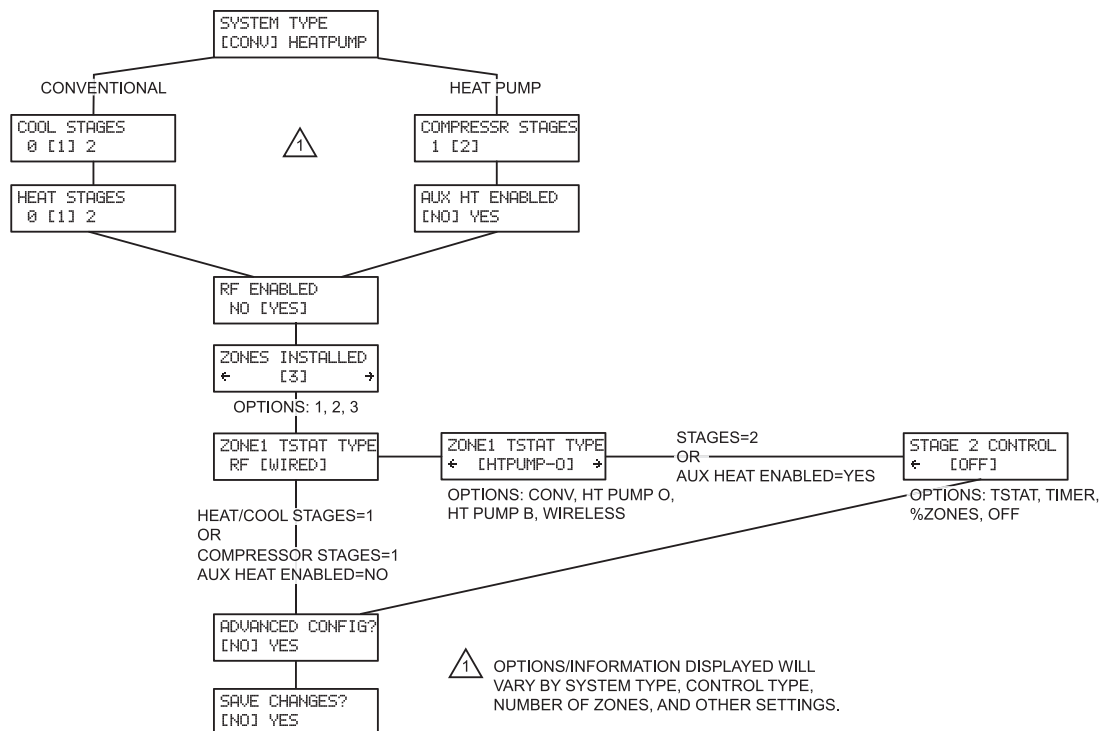 SYSTEM TYPE
[CONV] HEATPUMP
CONVENTIONAL
HEAT PUMP
COOL STAGES
0 [1] 2
1
COMPRESSR STAGES
1 [2]
HEAT STAGES
0 [1] 2
AUX HT ENABLED
[NO] YES
RF ENABLED
NO [YES]
ZONES INSTALLED
← [3] →
OPTIONS: 1, 2, 3
ZONE1 TSTAT TYPE
RF [WIRED]
ZONE1 TSTAT TYPE
← [HTPUMP-O] →
OPTIONS: CONV, HT PUMP O,
HT PUMP B, WIRELESS
STAGES=2
OR
AUX HEAT ENABLED=YES
STAGE 2 CONTROL
← [OFF]
OPTIONS: TSTAT, TIMER,
%ZONES, OFF
HEAT/COOL STAGES=1
OR
COMPRESSOR STAGES=1
AUX HEAT ENABLED=NO
ADVANCED CONFIG?
[NO] YES
SAVE CHANGES?
[NO] YES
1 OPTIONS/INFORMATION DISPLAYED WILL
VARY BY SYSTEM TYPE, CONTROL TYPE,
NUMBER OF ZONES, AND OTHER SETTINGS.